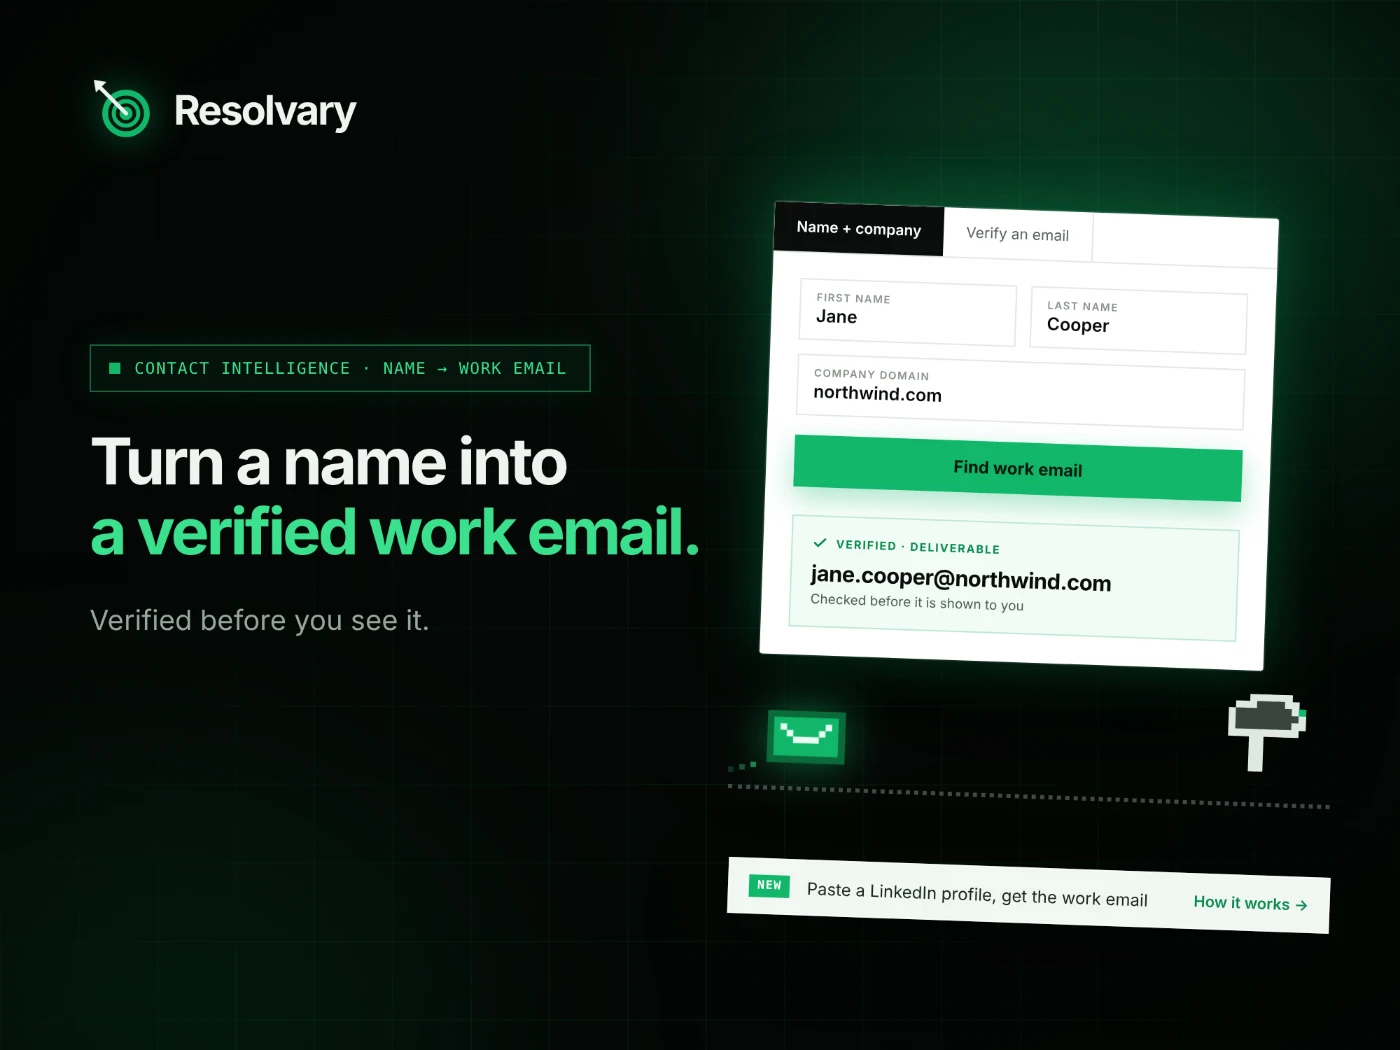 Resolvary
CONTACT INTELLIGENCE · NAME → WORK EMAIL
Turn a name into
a verified work email.
Verified before you see it.
Name + company
Verify an email
FIRST NAME
Jane
LAST NAME
Cooper
COMPANY DOMAIN
northwind.com
Find work email
✓ VERIFIED · DELIVERABLE
jane.cooper@northwind.com
Checked before it is shown to you
NEW Paste a LinkedIn profile, get the work email How it works →